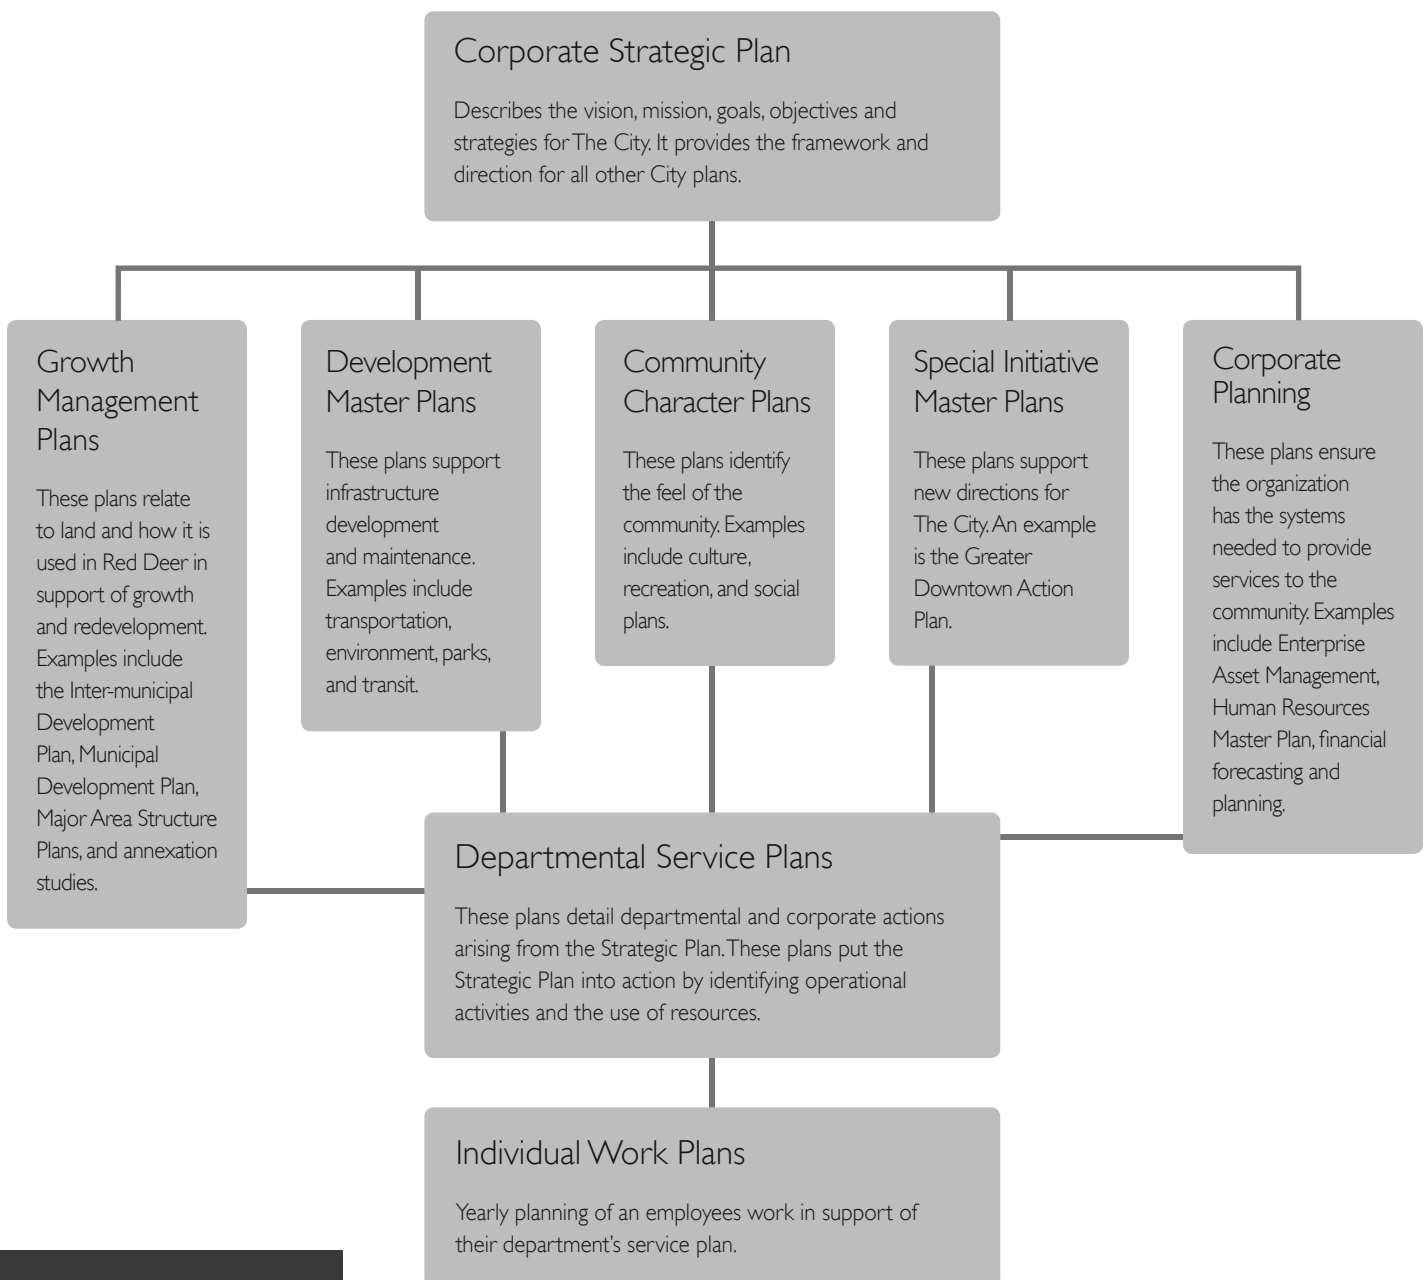 Corporate Strategic Plan
Describes the vision, mission, goals, objectives and
strategies for The City. It provides the framework and
direction for all other City plans.
Growth
Management
Plans
These plans relate
to land and how it is
used in Red Deer in
support of growth
and redevelopment.
Examples include
the Inter-municipal
Development
Plan, Municipal
Development Plan,
Major Area Structure
Plans, and annexation
studies.
Development
Master Plans
These plans support
infrastructure
development
and maintenance.
Examples include
transportation,
environment, parks,
and transit.
Community
Character Plans
These plans identify
the feel of the
community. Examples
include culture,
recreation, and social
plans.
Special Initiative
Master Plans
These plans support
new directions for
The City. An example
is the Greater
Downtown Action
Plan.
Corporate
Planning
These plans ensure
the organization
has the systems
needed to provide
services to the
community. Examples
include Enterprise
Asset Management,
Human Resources
Master Plan, financial
forecasting and
planning.
Departmental Service Plans
These plans detail departmental and corporate actions
arising from the Strategic Plan. These plans put the
Strategic Plan into action by identifying operational
activities and the use of resources.
Individual Work Plans
Yearly planning of an employees work in support of
their department's service plan.